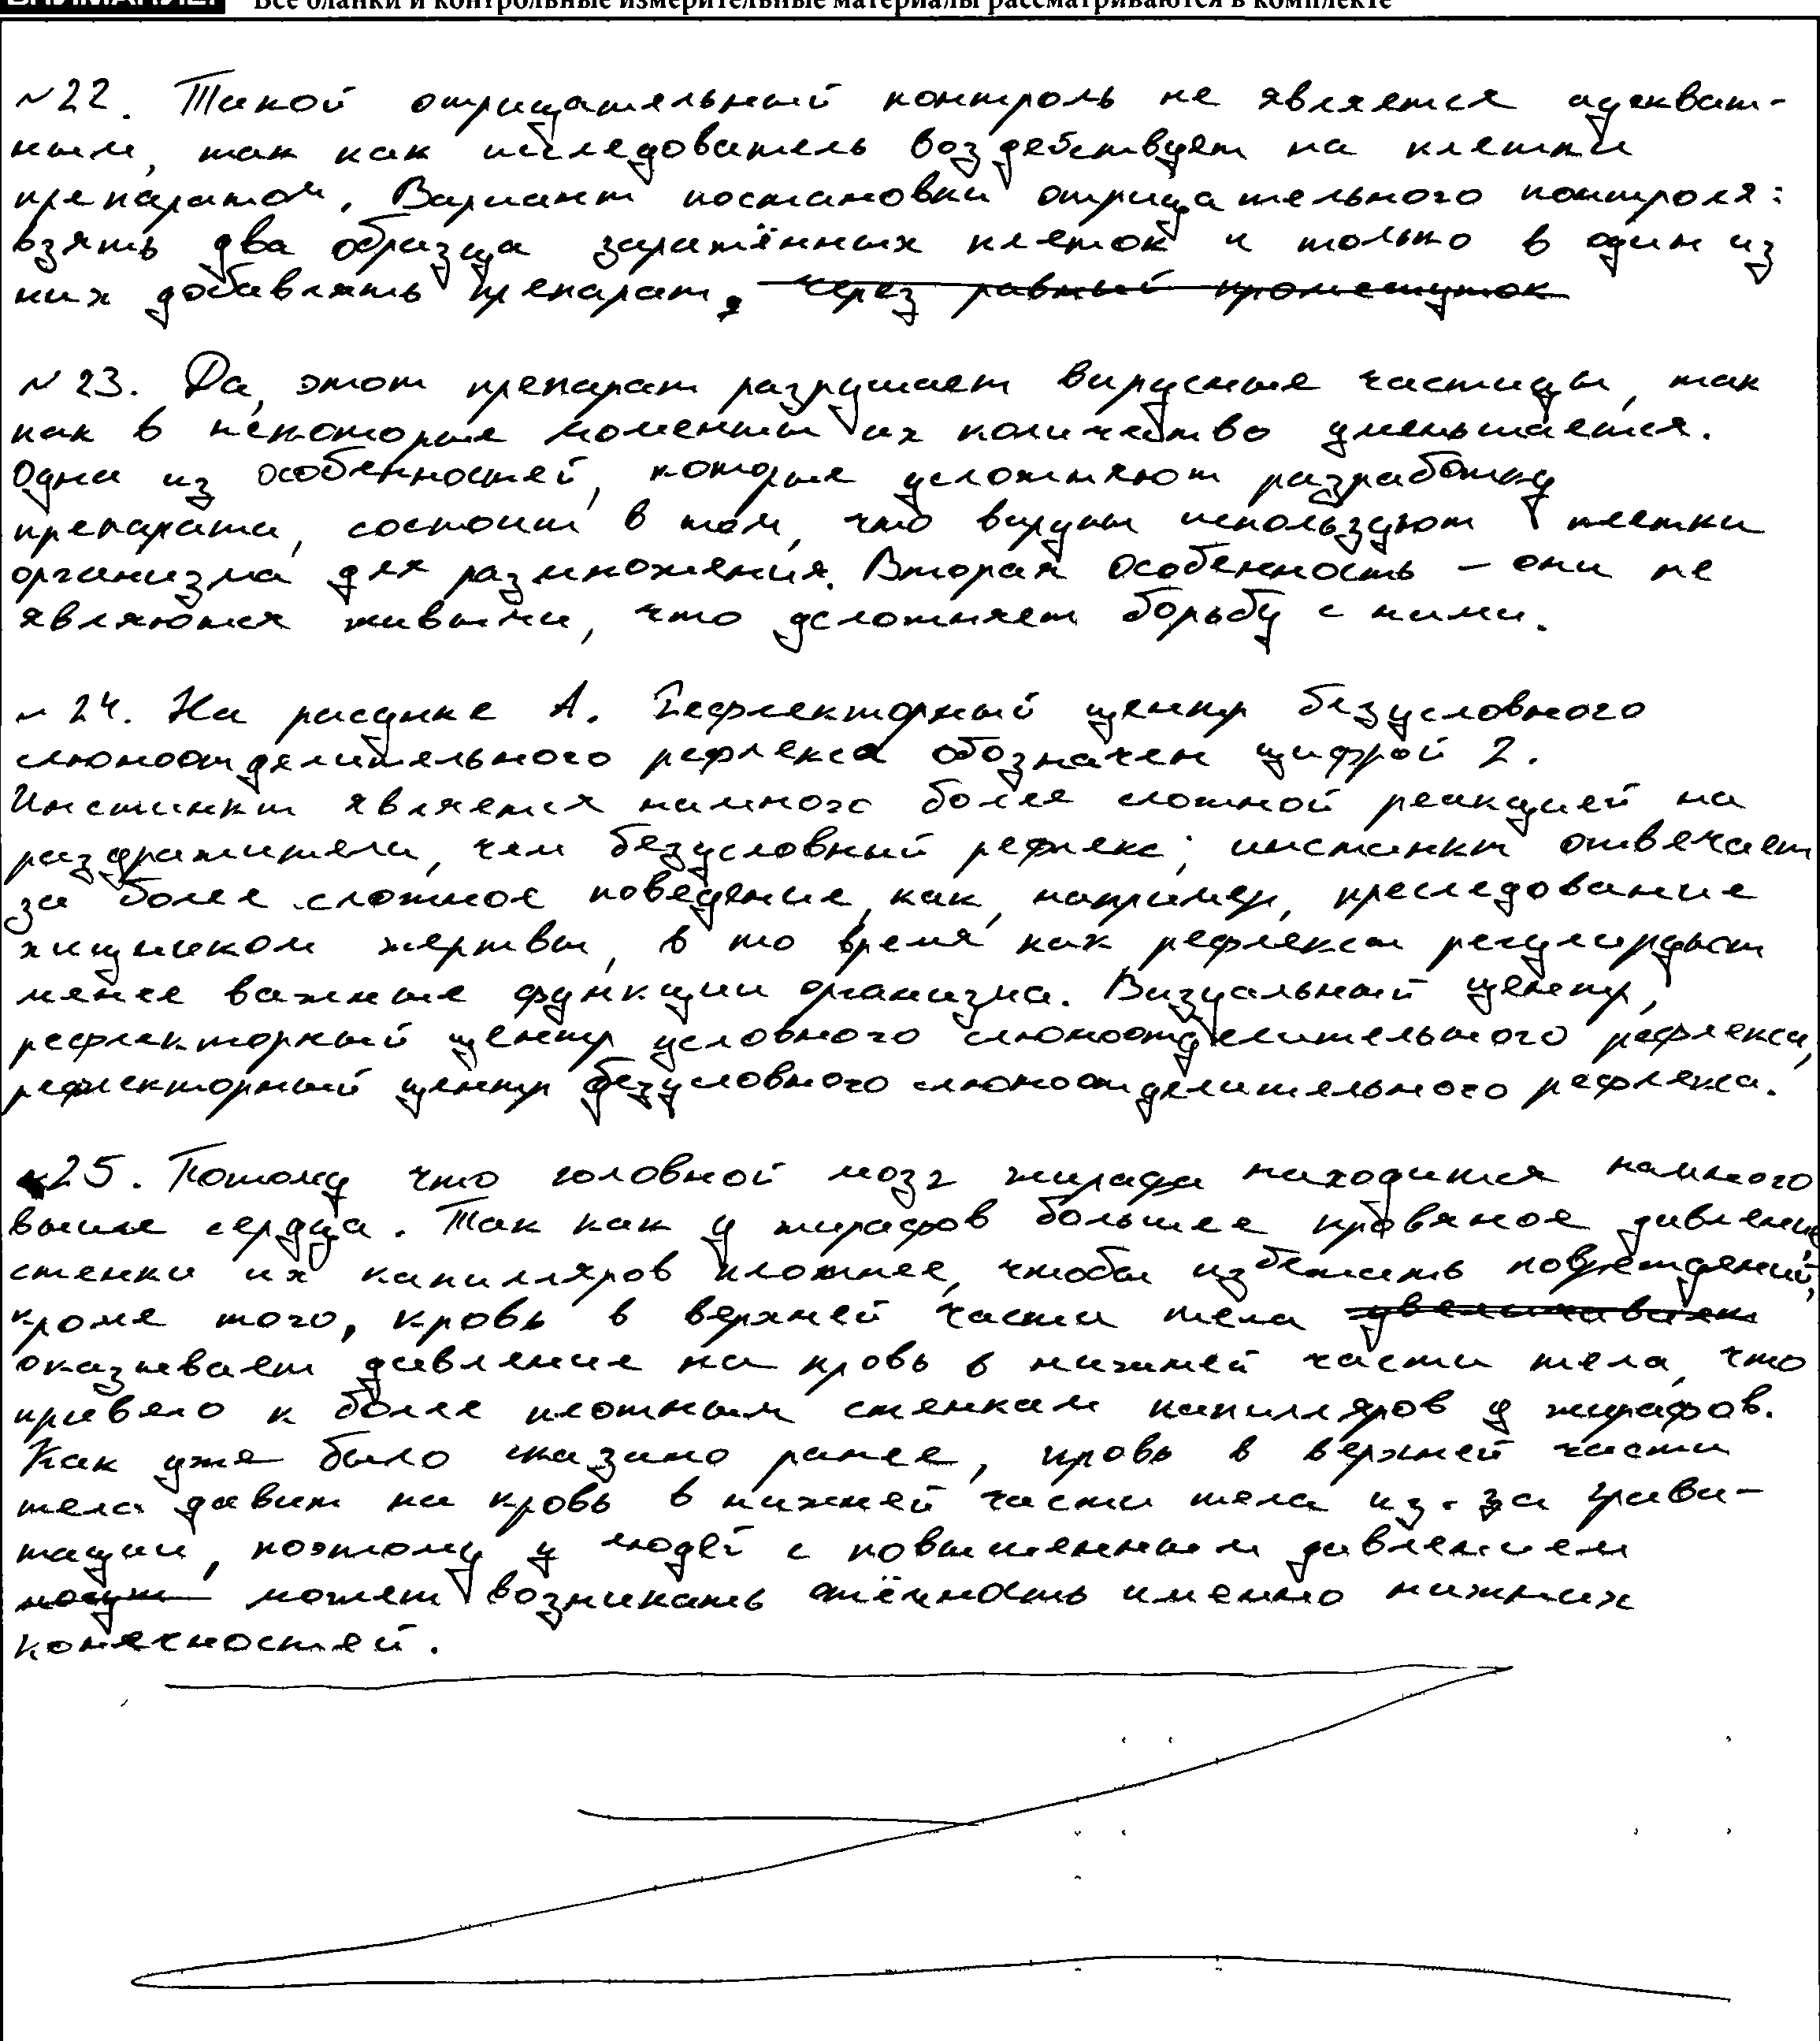 Все бланки и контрольные измерительные материалы рассматриваются в комплекте
№22. Такой отрицательный контроль не является адекват-
ным, так как исследователь воздействует на клетки
препаратом. Вариант постановки отрицательного контроля:
взять два образца заражённых клеток и только в один из
них добавлять препарат. через равный промежуток
№23. Да, этот препарат разрушает вирусные частицы, так
как в некоторые моменты их количество уменьшается.
Одна из особенностей, которые усложняют разработку
препарата, состоит в том, что вирусы используют клетки
организма для размножения. Вторая особенность – они не
являются живыми, что усложняет борьбу с ними.
№24. На рисунке А. Рефлекторный центр безусловного
слюноотделительного рефлекса обозначен цифрой 2.
Инстинкт является намного более сложной реакцией на
раздражители, чем безусловный рефлекс; инстинкт отвечает
за более сложное поведение, как, например, преследование
хищником жертвы, в то время как рефлексы регулируют
менее важные функции организма. Визуальный центр,
рефлекторный центр условного слюноотделительного рефлекса,
рефлекторный центр безусловного слюноотделительного рефлекса.
№25. Потому что головной мозг жирафа находится намного
выше сердца. Так как у жирафов большее кровяное давление
стенки их капилляров плотнее, чтобы избежать повреждений,
кроме того, кровь в верхней части тела
оказывает давление на кровь в нижней части тела, что
привело к более плотным стенкам капилляров у жирафов.
Как уже было сказано ранее, кровь в верхней части
тела давит на кровь в нижней части тела из-за грави-
тации, поэтому у людей с повышенным давлением
могут может возникать отёчность именно нижних
конечностей.